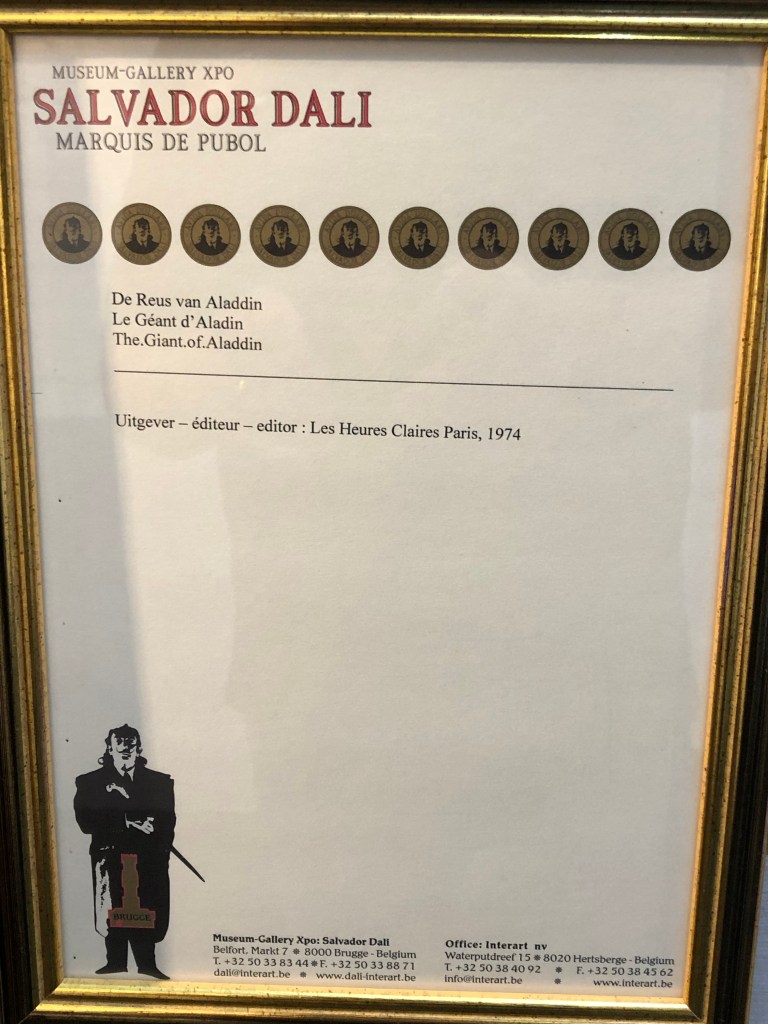 MUSEUM-GALLERY XPO
SALVADOR DALI
MARQUIS DE PUBOL
De Reus van Aladdin
Le Géant d'Aladin
The.Giant.of.Aladdin
Uitgever – éditeur – editor : Les Heures Claires Paris, 1974
BRUGGE
Museum-Gallery Xpo: Salvador Dali
Belfort, Markt 7 ❋ 8000 Brugge - Belgium
T. +32 50 33 83 44 ❋ F. +32 50 33 88 71
dali@interart.be ❋ www.dali-interart.be
Office: Interart nv
Waterputdreef 15 ❋ 8020 Hertsberge - Belgium
T. +32 50 38 40 92 ❋ F. +32 50 38 45 62
info@interart.be ❋ www.interart.be